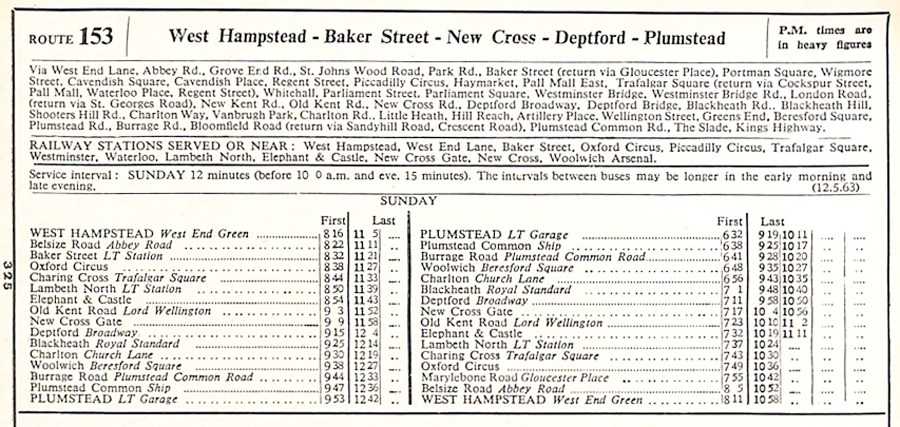 ROUTE 153
West Hampstead - Baker Street - New Cross - Deptford - Plumstead
P.M. times are
in heavy figures
Via West End Lane, Abbey Rd., Grove End Rd., St. Johns Wood Road, Park Rd., Baker Street (return via Gloucester Place), Portman Square, Wigmore
Street, Cavendish Square, Cavendish Place, Regent Street, Piccadilly Circus, Haymarket, Pall Mall East, Trafalgar Square (return via Cockspur Street,
Pall Mall, Waterloo Place, Regent Street), Whitehall, Parliament Street, Parliament Square, Westminster Bridge, Westminster Bridge Rd., London Road,
(return via St. Georges Road), New Kent Rd., Old Kent Rd., New Cross Rd., Deptford Broadway, Deptford Bridge, Blackheath Rd., Blackheath Hill,
Shooters Hill Rd., Charlton Way, Vanbrugh Park, Charlton Rd., Little Heath, Hill Reach, Artillery Place, Wellington Street, Greens End, Beresford Square,
Plumstead Rd., Burrage Rd., Bloomfield Road (return via Sandyhill Road, Crescent Road), Plumstead Common Rd., The Slade, Kings Highway.
RAILWAY STATIONS SERVED OR NEAR : West Hampstead, West End Lane, Baker Street, Oxford Circus, Piccadilly Circus, Trafalgar Square,
Westminster, Waterloo, Lambeth North, Elephant & Castle, New Cross Gate, New Cross, Woolwich Arsenal.
Service interval : SUNDAY 12 minutes (before 10 0 a.m. and eve. 15 minutes). The intervals between buses may be longer in the early morning and
late evening. (12.5.63)
SUNDAY
First Last
WEST HAMPSTEAD West End Green 8 16 11 5
Belsize Road Abbey Road 8 22 11 11
Baker Street LT Station 8 32 11 21
Oxford Circus 8 38 11 27
Charing Cross Trafalgar Square 8 44 11 33
Lambeth North LT Station 8 50 11 39
Elephant & Castle 8 54 11 43
Old Kent Road Lord Wellington 9 3 11 52
New Cross Gate 9 9 11 58
Deptford Broadway 9 15 12 4
Blackheath Royal Standard 9 25 12 14
Charlton Church Lane 9 30 12 19
Woolwich Beresford Square 9 38 12 27
Burrage Road Plumstead Common Road 9 44 12 33
Plumstead Common Ship 9 47 12 36
PLUMSTEAD LT Garage 9 53 12 42
First Last
PLUMSTEAD LT Garage 6 32 9 19 10 11
Plumstead Common Ship 6 38 9 25 10 17
Burrage Road Plumstead Common Road 6 41 9 28 10 20
Woolwich Beresford Square 6 48 9 35 10 27
Charlton Church Lane 6 56 9 43 10 35
Blackheath Royal Standard 7 1 9 48 10 40
Deptford Broadway 7 11 9 58 10 50
New Cross Gate 7 17 10 4 10 56
Old Kent Road Lord Wellington 7 23 10 10 11 2
Elephant & Castle 7 32 10 19 11 11
Lambeth North LT Station 7 37 10 24
Charing Cross Trafalgar Square 7 43 10 30
Oxford Circus 7 49 10 36
Marylebone Road Gloucester Place 7 55 10 42
Belsize Road Abbey Road 8 5 10 52
WEST HAMPSTEAD West End Green 8 11 10 58
325